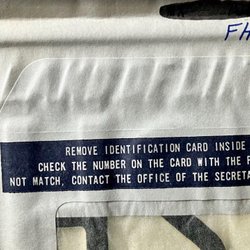 FH
REMOVE IDENTIFICATION CARD INSIDE
CHECK THE NUMBER ON THE CARD WITH THE
NOT MATCH, CONTACT THE OFFICE OF THE SECRETA